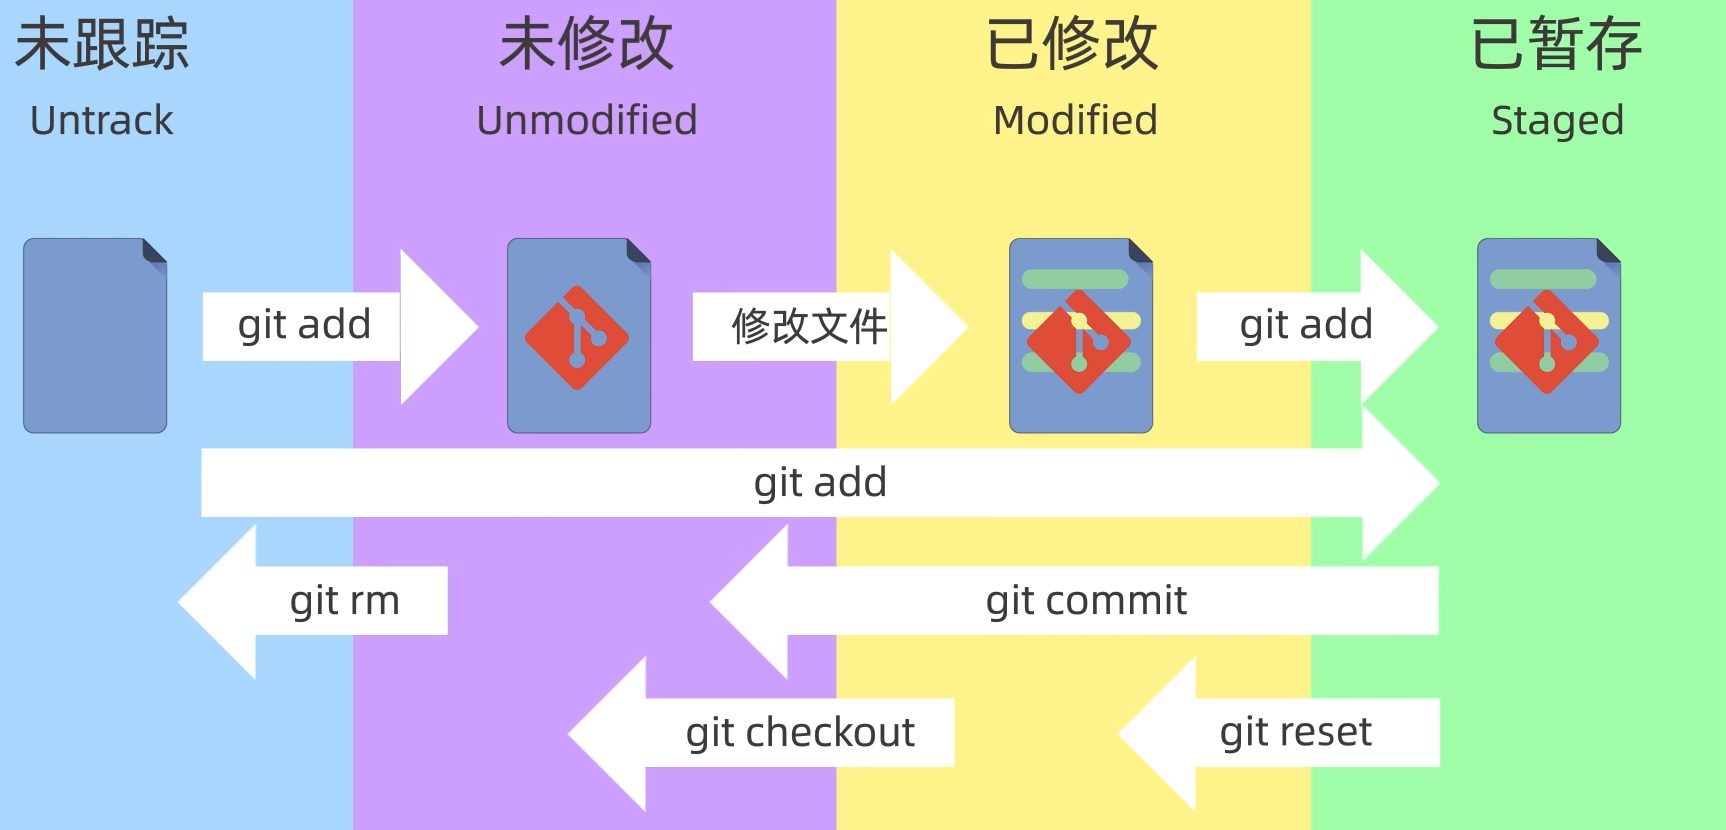 未跟踪
Untrack
未修改
Unmodified
已修改
Modified
已暂存
Staged
git add
修改文件
git add
git add
git rm
git commit
git checkout
git reset